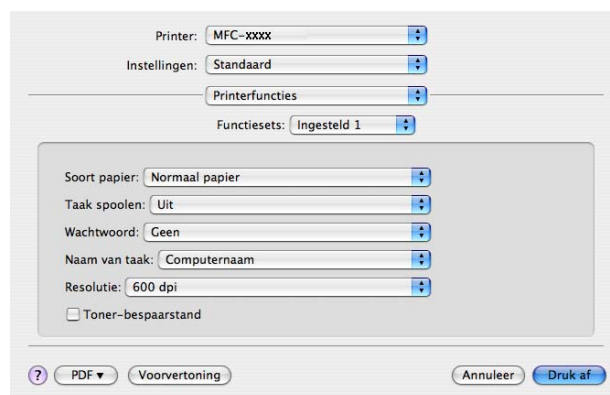 Printer: MFC-xxxx
Instellingen: Standaard
Printerfuncties
Functiesets: Ingesteld 1
Soort papier: Normaal papier
Taak spoolen: Uit
Wachtwoord: Geen
Naam van taak: Computernaam
Resolutie: 600 dpi
Toner-bespaarstand
? PDF ▼ Voorvertoning Annuleer Druk af